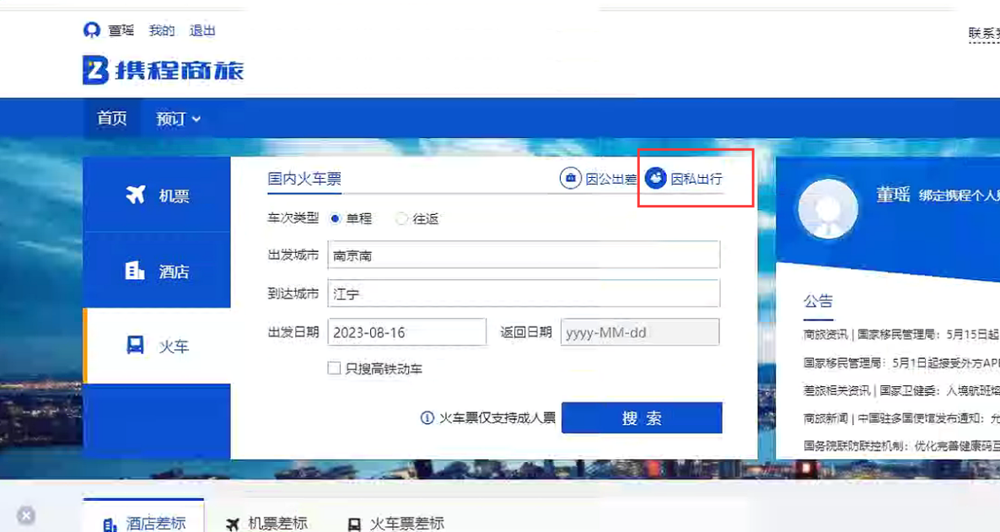 董瑶 我的 退出
联系
携程商旅
首页 预订
机票
酒店
火车
国内火车票 因公出差 因私出行
车次类型 单程 往返
出发城市 南京南
到达城市 江宁
出发日期 2023-08-16 返回日期 yyyy-MM-dd
只搜高铁动车
火车票仅支持成人票 搜索
董瑶 绑定携程个人
公告
商旅资讯 | 国家移民管理局：5月15日起
国家移民管理局：5月1日起接受外方AP
差旅相关资讯 | 国家卫健委：入境航班熔
商旅新闻 | 中国驻多国使馆发布通知：允
国务院联防联控机制：优化完善健康码互
酒店差标 机票差标 火车票差标